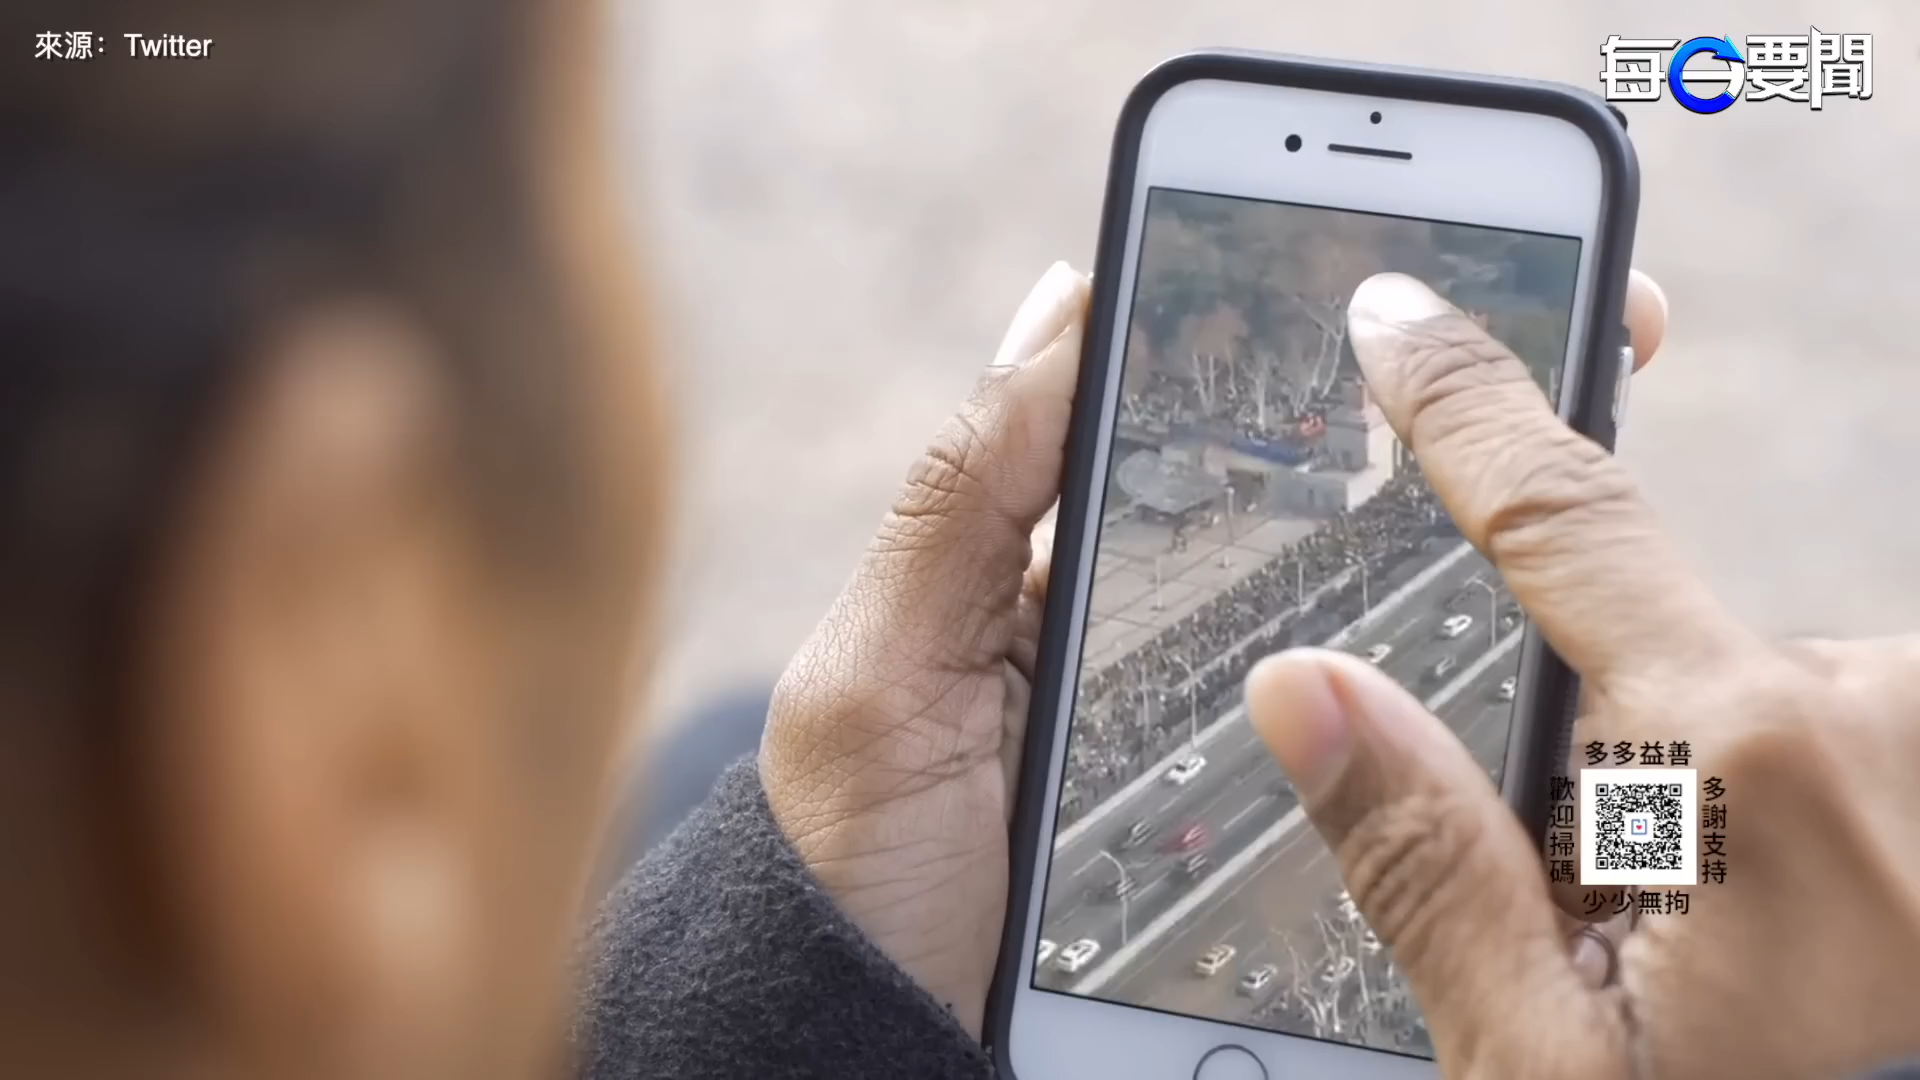 來源：Twitter
每日要聞
多多益善
歡迎掃碼
多謝支持
少少無拘